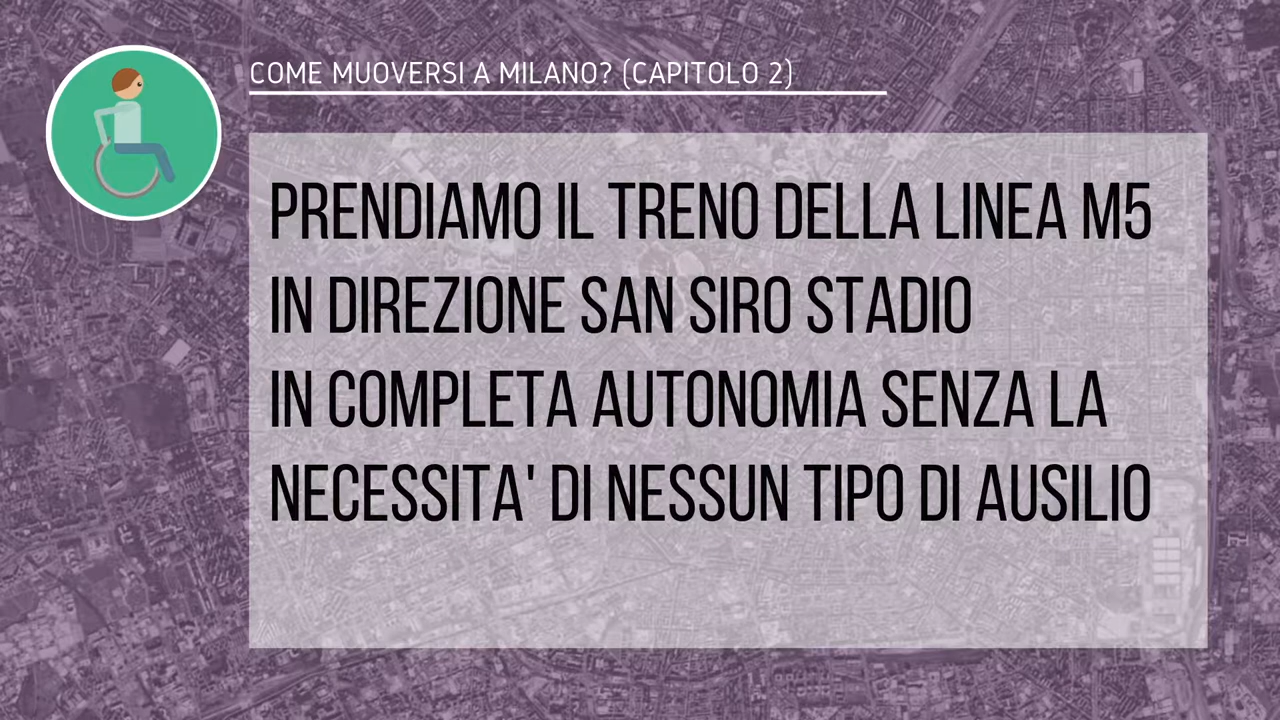 COME MUOVERSI A MILANO? (CAPITOLO 2)
PRENDIAMO IL TRENO DELLA LINEA M5
IN DIREZIONE SAN SIRO STADIO
IN COMPLETA AUTONOMIA SENZA LA
NECESSITA' DI NESSUN TIPO DI AUSILIO